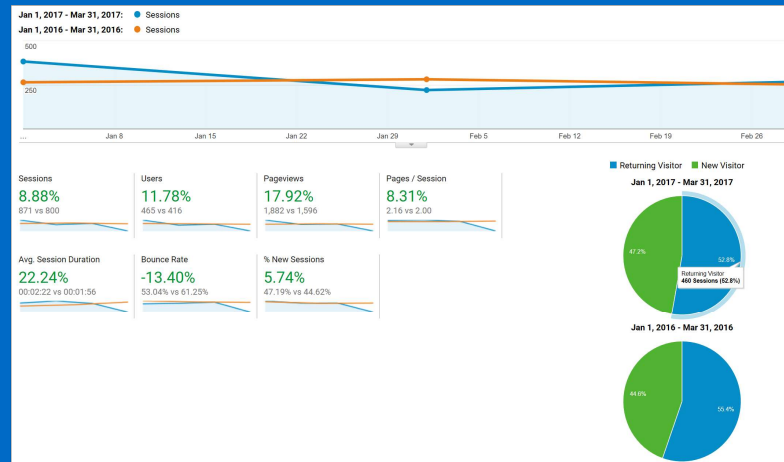 Jan 1, 2017 - Mar 31, 2017: Sessions
Jan 1, 2016 - Mar 31, 2016: Sessions
500
250
... Jan 8 Jan 15 Jan 22 Jan 29 Feb 5 Feb 12 Feb 19 Feb 26
Returning Visitor New Visitor
Sessions
8.88%
871 vs 800
Users
11.78%
465 vs 416
Pageviews
17.92%
1,882 vs 1,596
Pages / Session
8.31%
2.16 vs 2.00
Avg. Session Duration
22.24%
00:02:22 vs 00:01:56
Bounce Rate
-13.40%
53.04% vs 61.25%
% New Sessions
5.74%
47.19% vs 44.62%
Jan 1, 2017 - Mar 31, 2017
47.2%
52.8%
Returning Visitor
460 Sessions (52.8%)
Jan 1, 2016 - Mar 31, 2016
44.6%
55.4%